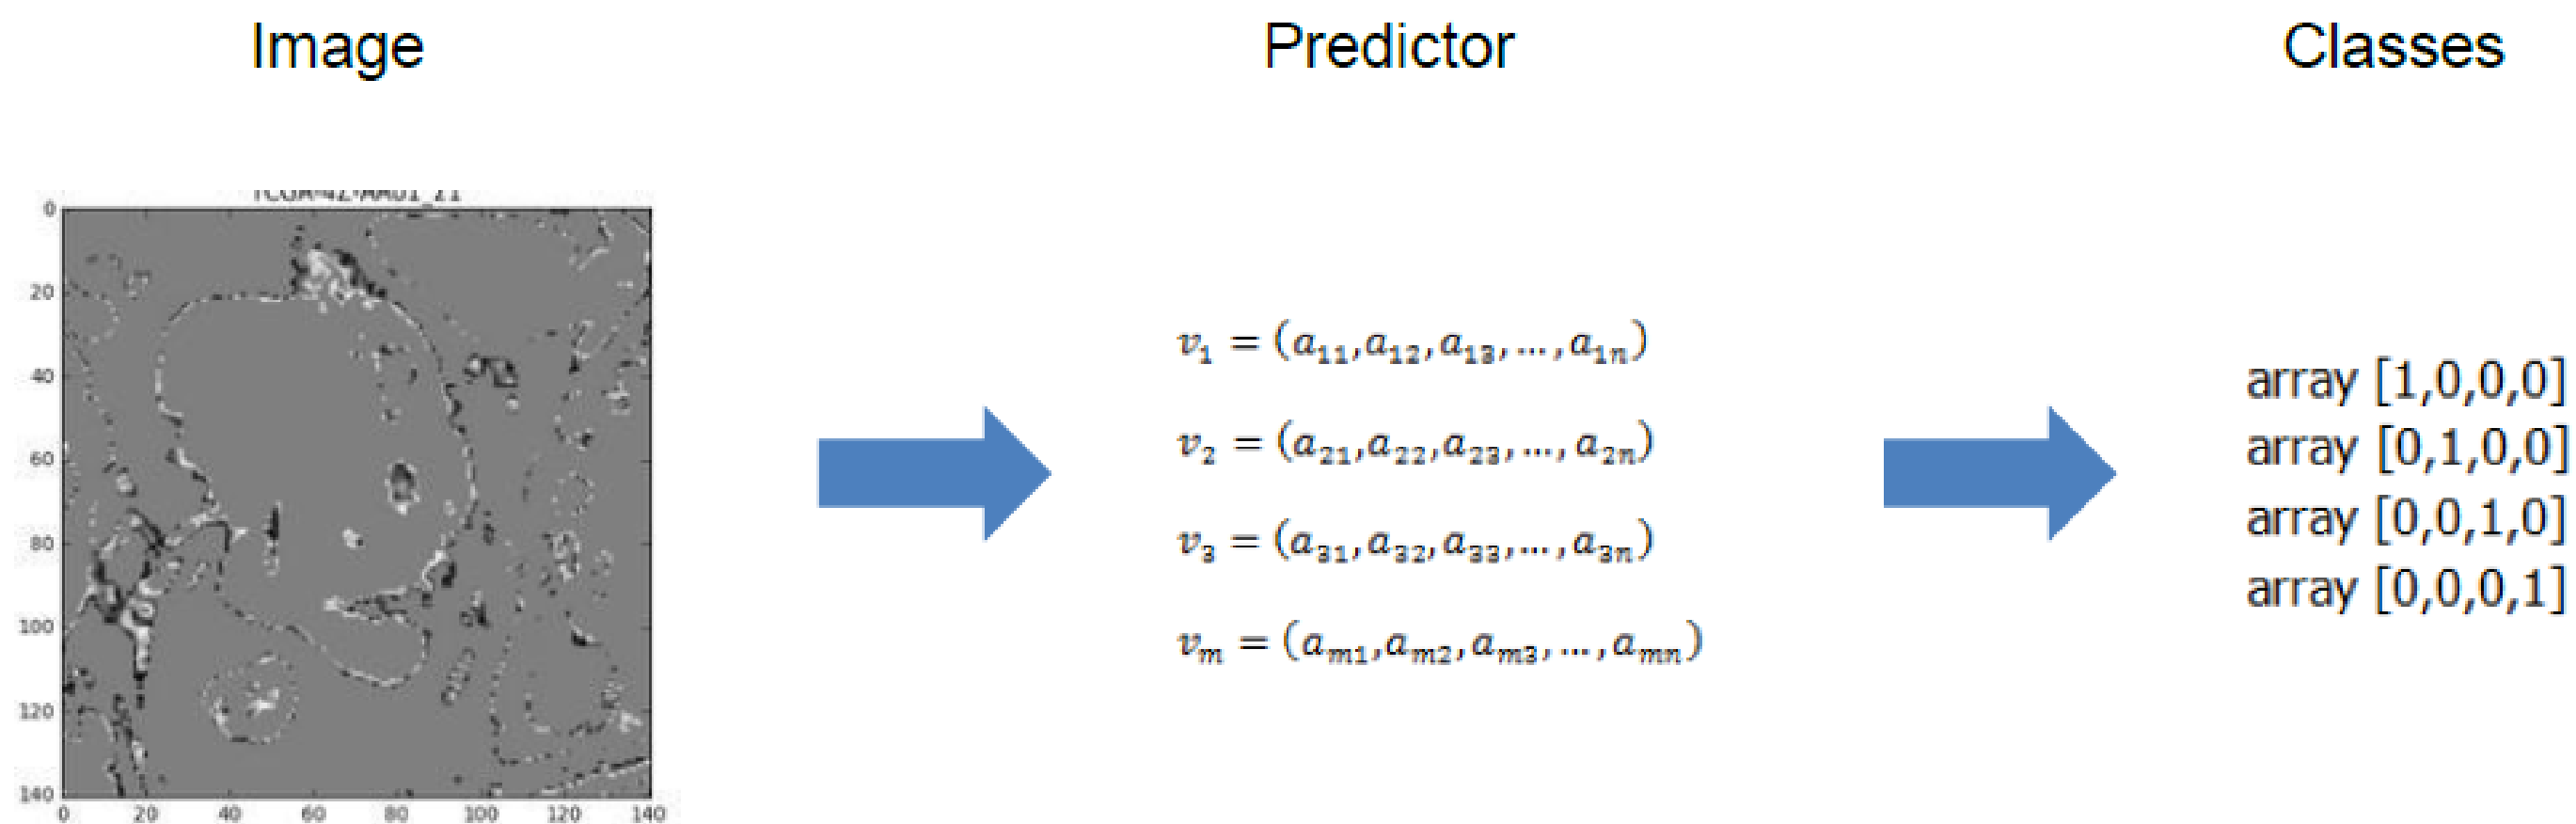 Image
Predictor
Classes
0
20
40
60
80
100
120
140
0 20 40 60 80 100 120 140
v₁ = (a₁₁,a₁₂,a₁₃,...,a₁ₙ)
v₂ = (a₂₁,a₂₂,a₂₃,...,a₂ₙ)
v₃ = (a₃₁,a₃₂,a₃₃,...,a₃ₙ)
vₘ = (aₘ₁,aₘ₂,aₘ₃,...,aₘₙ)
array [1,0,0,0]
array [0,1,0,0]
array [0,0,1,0]
array [0,0,0,1]